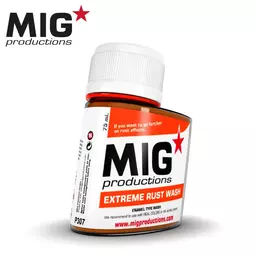 MIG
productions
75 ml.
If you want to go further
on rust effects.
MIG
productions
EXTREME RUST WASH
ENAMEL TYPE WASH
www.migproductions.com
P307